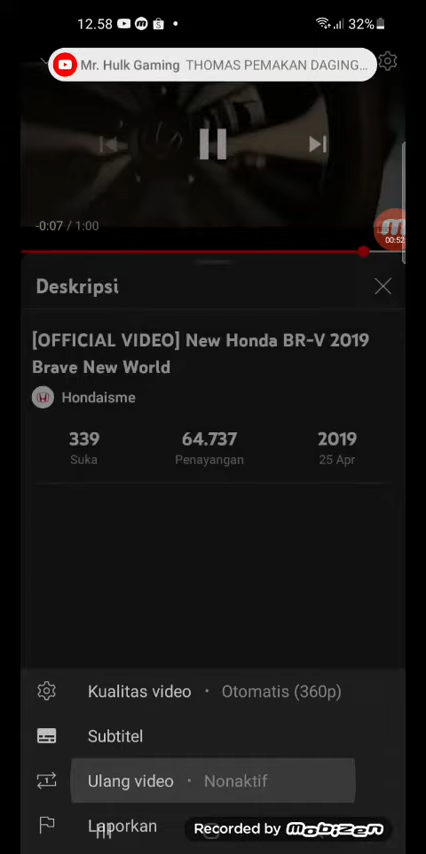 12.58
32%
Mr. Hulk Gaming THOMAS PEMAKAN DAGING...
-0:07 / 1:00
00:52
Deskripsi
[OFFICIAL VIDEO] New Honda BR-V 2019
Brave New World
Hondaisme
339 64.737 2019
Suka Penayangan 25 Apr
Kualitas video • Otomatis (360p)
Subtitel
Ulang video • Nonaktif
Laporkan
Recorded by mobizen